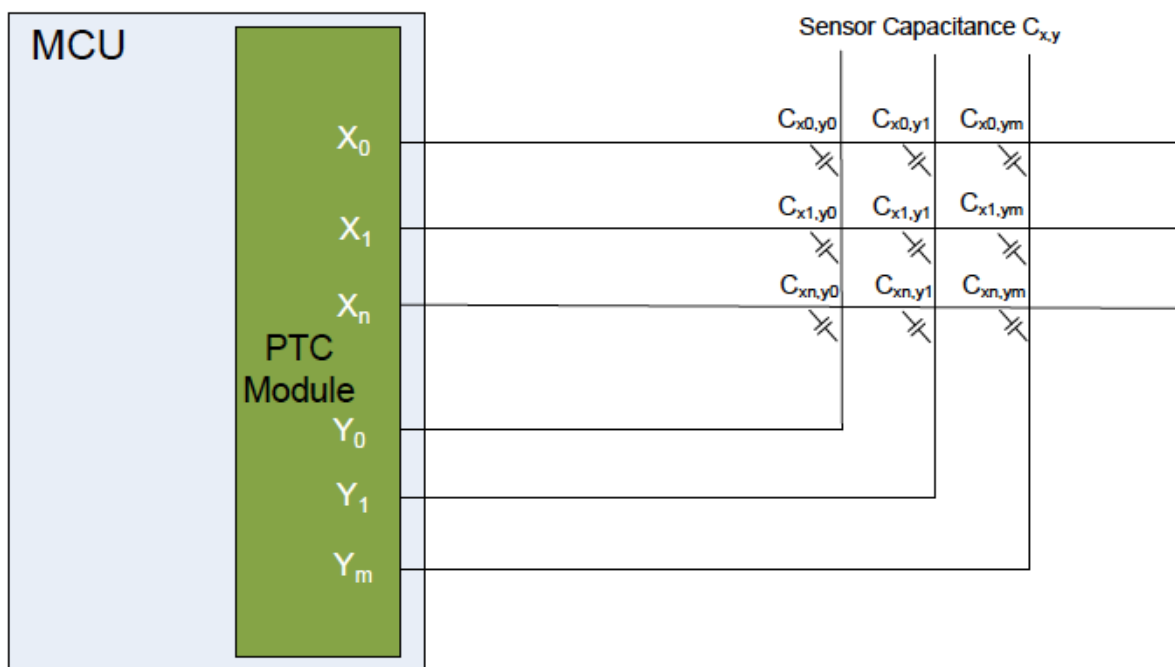 Sensor Capacitance Cx,y
MCU
Cx0,y0 Cx0,y1 Cx0,ym
X0
Cx1,y0 Cx1,y1 Cx1,ym
X1
Cxn,y0 Cxn,y1 Cxn,ym
Xn
PTC
Module
Y0
Y1
Ym